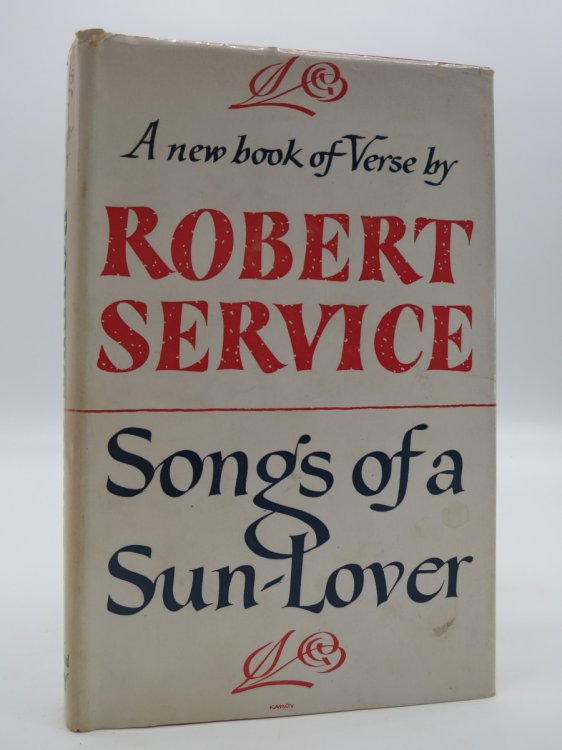 A new book of Verse by
ROBERT
SERVICE
Songs of a
Sun-Lover